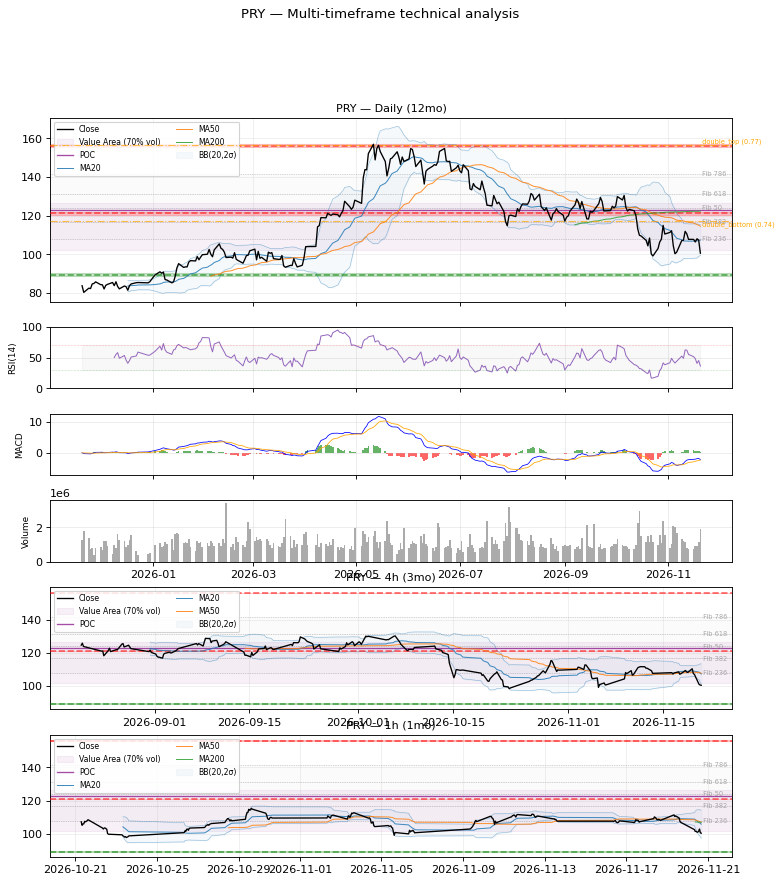 PRY — Multi-timeframe technical analysis
PRY — Daily (12mo)
Close
Value Area (70% vol)
POC
MA20
MA50
MA200
BB(20,2σ)
160
140
120
100
80
double_top (0.77)
Fib 786
Fib 618
Fib 50
Fib 382
double_bottom (0.74)
Fib 236
RSI(14)
100
50
0
MACD
10
0
1e6
Volume
2
0
2026-01
2026-03
2026-05
2026-07
2026-09
2026-11
PRY — 4h (3mo)
Close
Value Area (70% vol)
POC
MA20
MA50
BB(20,2σ)
140
120
100
Fib 786
Fib 618
Fib 50
Fib 382
Fib 236
2026-09-01
2026-09-15
2026-10-01
2026-10-15
2026-11-01
2026-11-15
PRY — 1h (1mo)
Close
Value Area (70% vol)
POC
MA20
MA50
MA200
BB(20,2σ)
140
120
100
Fib 786
Fib 618
Fib 50
Fib 382
Fib 236
2026-10-21
2026-10-25
2026-10-29
2026-11-01
2026-11-05
2026-11-09
2026-11-13
2026-11-17
2026-11-21